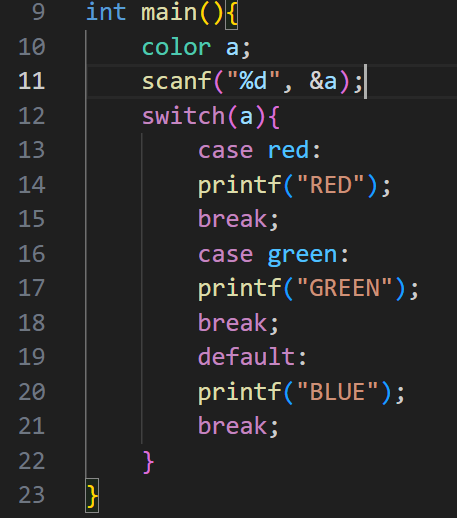 9 int main(){
10 color a;
11 scanf("%d", &a);
12 switch(a){
13 case red:
14 printf("RED");
15 break;
16 case green:
17 printf("GREEN");
18 break;
19 default:
20 printf("BLUE");
21 break;
22 }
23 }